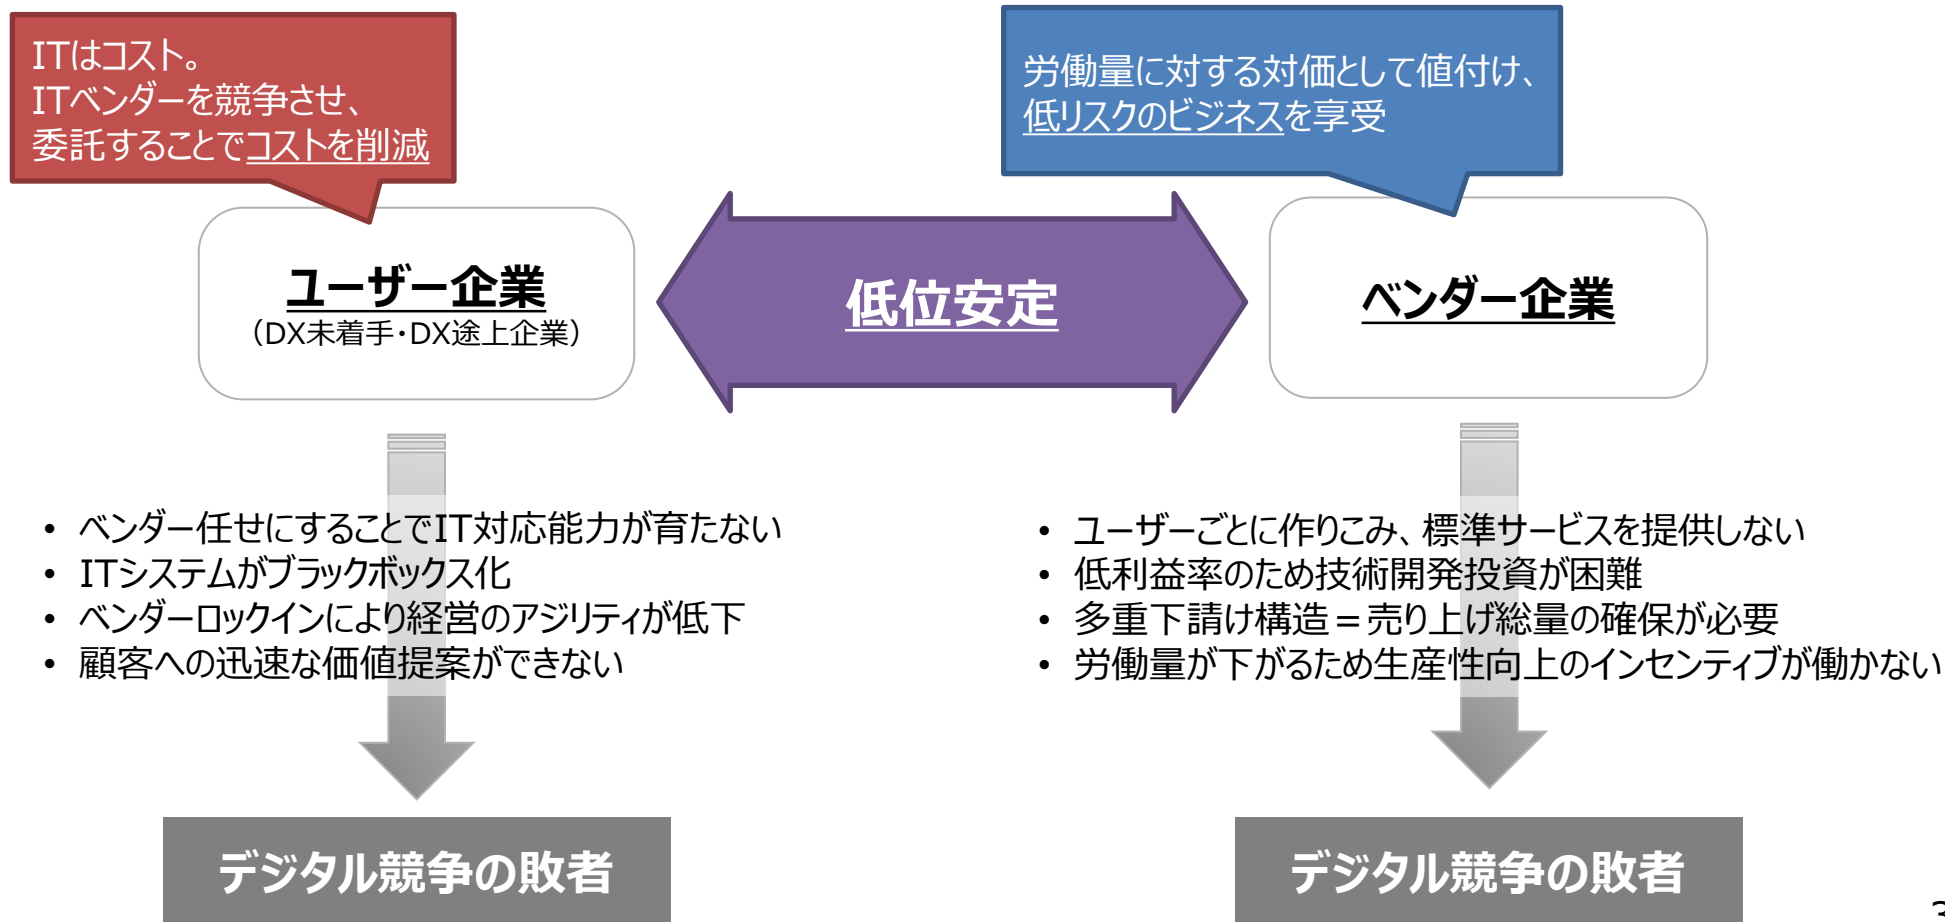 ITはコスト。
ITベンダーを競争させ、
委託することでコストを削減
労働量に対する対価として値付け、
低リスクのビジネスを享受
ユーザー企業
（DX未着手・DX途上企業）
低位安定
ベンダー企業
• ベンダー任せにすることでIT対応能力が育たない
• ITシステムがブラックボックス化
• ベンダーロックインにより経営のアジリティが低下
• 顧客への迅速な価値提案ができない
• ユーザーごとに作りこみ、標準サービスを提供しない
• 低利益率のため技術開発投資が困難
• 多重下請け構造＝売り上げ総量の確保が必要
• 労働量が下がるため生産性向上のインセンティブが働かない
デジタル競争の敗者
デジタル競争の敗者